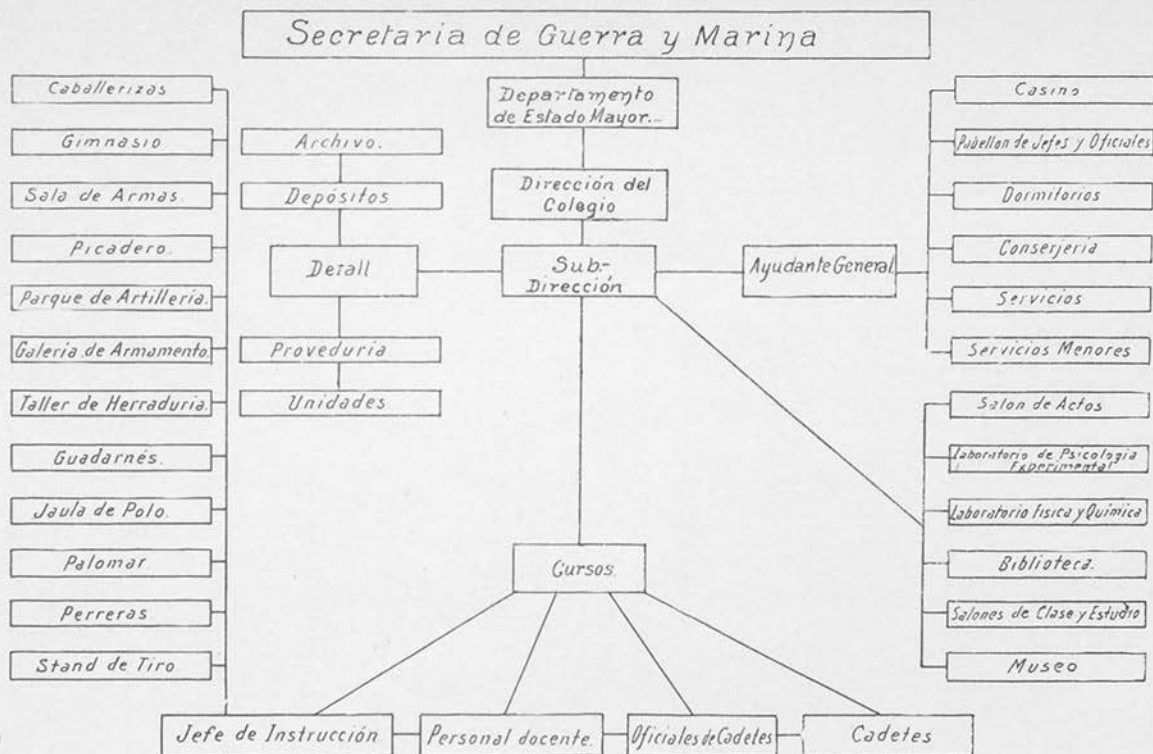 Secretaria de Guerra y Marina
Departamento
de Estado Mayor.
Dirección del
Colegio
Sub-
Dirección
Archivo.
Depósitos
Detall
Proveduria
Unidades
Ayudante General.
Caballerizas
Gimnasio
Sala de Armas.
Picadero.
Parque de Artilleria.
Galeria de Armamento.
Taller de Herraduria.
Guadarnés.
Jaula de Polo.
Palomar.
Perreras
Stand de Tiro
Casino
Pabellon de Jefes y Oficiales
Dormitorios
Conserjeria
Servicios
Servicios Menores
Salon de Actos
Laboratorio de Psicologia
Experimental
Laboratorio Fisica y Quimica
Biblioteca.
Salones de Clase y Estudio
Museo
Cursos.
Jefe de Instrucción
Personal docente.
Oficiales de Cadetes
Cadetes